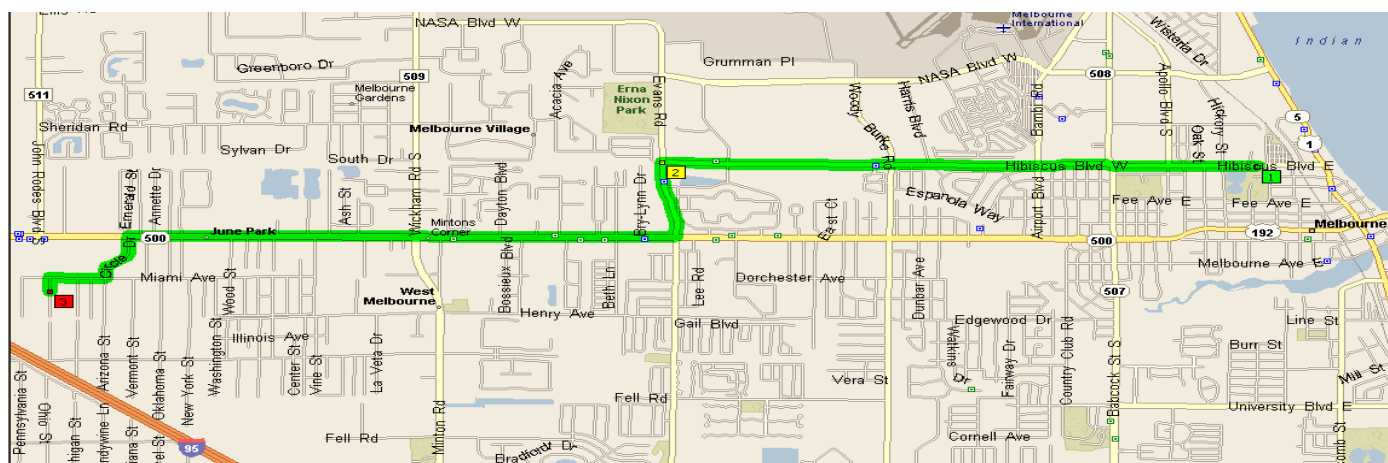 Ellis Rd
NASA Blvd W
Melbourne
International
Wisteria Dr
Indian
Greenboro Dr
509
Acacia Ave
Evans Rd
Grumman Pl
NASA Blvd W
508
Apollo Blvd S
Hickory St
511
Melbourne
Gardens
Erna
Nixon
Park
Woody
Burke Rd
Harris Blvd
Bambi Rd
5
1
Sheridan Rd
Melbourne Village
Oak St
John Rodes Blvd S
Sylvan Dr
South Dr
Wickham Rd S
Hibiscus Blvd W
Hibiscus Blvd E
2
1
Emerald St
Annette Dr
Ash St
Dayton Blvd
Bry-Lynn Dr
East Ct
Espanola Way
Airport Blvd
Fee Ave E
Fee Ave E
Circle Dr
500
June Park
Mintons
Corner
500
192
Melbourne
Miami Ave
Wood St
Bossieux Blvd
Beth Ln
Lee Rd
Dorchester Ave
Dunbar Ave
Melbourne Ave E
3
West
Melbourne
507
Henry Ave
Gail Blvd
Edgewood Dr
Line St
Illinois Ave
Washington St
Center St
Vine St
La Veta Dr
Watkins Dr
Fairway Dr
Country Club Rd
Burr St
Mill St
Pennsylvania St
Ohio St
Arizona St
Vermont St
Oklahoma St
New York St
Vera St
Babcock St S
Minton Rd
Fell Rd
University Blvd E
95
Fell Rd
Bradford Dr
Cornell Ave